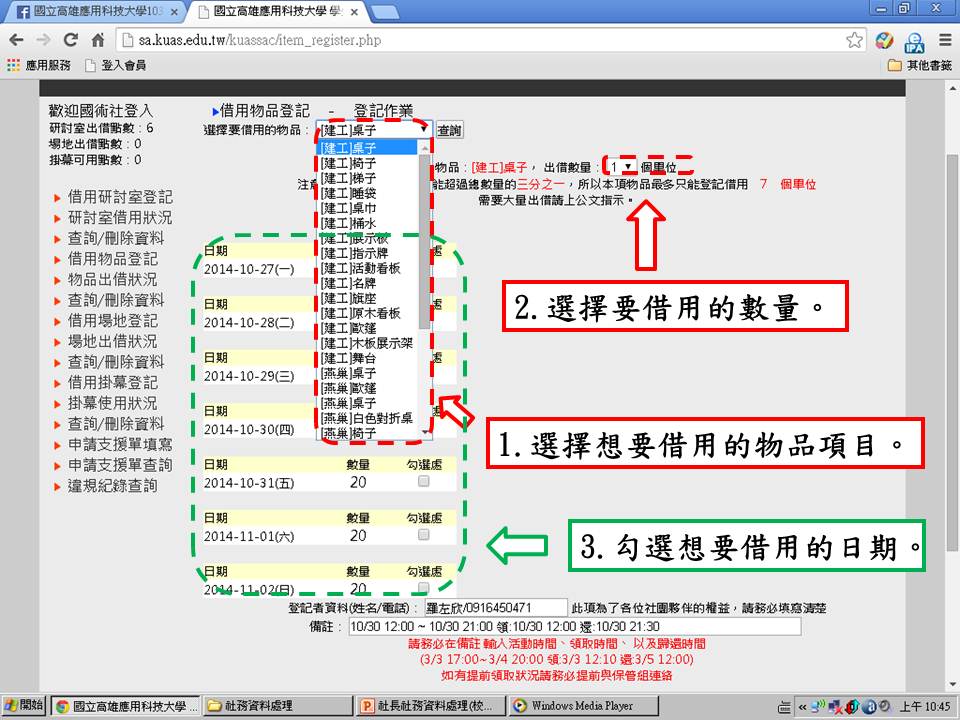 國立高雄應用科技大學103
國立高雄應用科技大學 學
sa.kuas.edu.tw/kuassac/item_register.php
應用服務 登入會員 其他書籤
歡迎國術社登入
研討室出借點數：6
場地出借點數：0
掛幕可用點數：0
借用研討室登記
研討室借用狀況
查詢/刪除資料
借用物品登記
物品出借狀況
查詢/刪除資料
借用場地登記
場地出借狀況
查詢/刪除資料
借用掛幕登記
掛幕使用狀況
查詢/刪除資料
申請支援單填寫
申請支援單查詢
違規紀錄查詢
借用物品登記 - 登記作業
選擇要借用的物品： [建工]桌子 查詢
[建工]桌子
[建工]椅子
[建工]梯子
[建工]睡袋
[建工]桌巾
[建工]桶水
[建工]展示板
[建工]指示牌
[建工]活動看板
[建工]名牌
[建工]旗座
[建工]原木看板
[建工]歐蓬
[建工]木板展示架
[建工]舞台
[燕巢]桌子
[燕巢]歐蓬
[燕巢]桌子
[燕巢]白色對折桌
[燕巢]椅子
物品：[建工]桌子， 出借數量： 1 個單位
能超過總數量的三分之一，所以本項物品最多只能登記借用 7 個單位
需要大量出借請上公文指示。
日期
2014-10-27(一)
日期
2014-10-28(二)
日期
2014-10-29(三)
日期
2014-10-30(四)
日期 數量 勾選處
2014-10-31(五) 20
日期 數量 勾選處
2014-11-01(六) 20
日期 數量 勾選處
2014-11-02(日) 20
2.選擇要借用的數量。
1.選擇想要借用的物品項目。
3.勾選想要借用的日期。
登記者資料(姓名/電話)： 羅左欣/0916450471 此項為了各位社團夥伴的權益，請務必填寫清楚
備註： 10/30 12:00 ~ 10/30 21:00 領:10/30 12:00 還:10/30 21:30
請務必在備註 輸入活動時間、領取時間、 以及歸還時間
(3/3 17:00~3/4 20:00 領:3/3 12:10 還:3/5 12:00)
如有提前領取狀況請務必提前與保管組連絡
開始 國立高雄應用科技大學 ... 社務資料處理 社長社務資料處理(校... Windows Media Player 上午 10:45